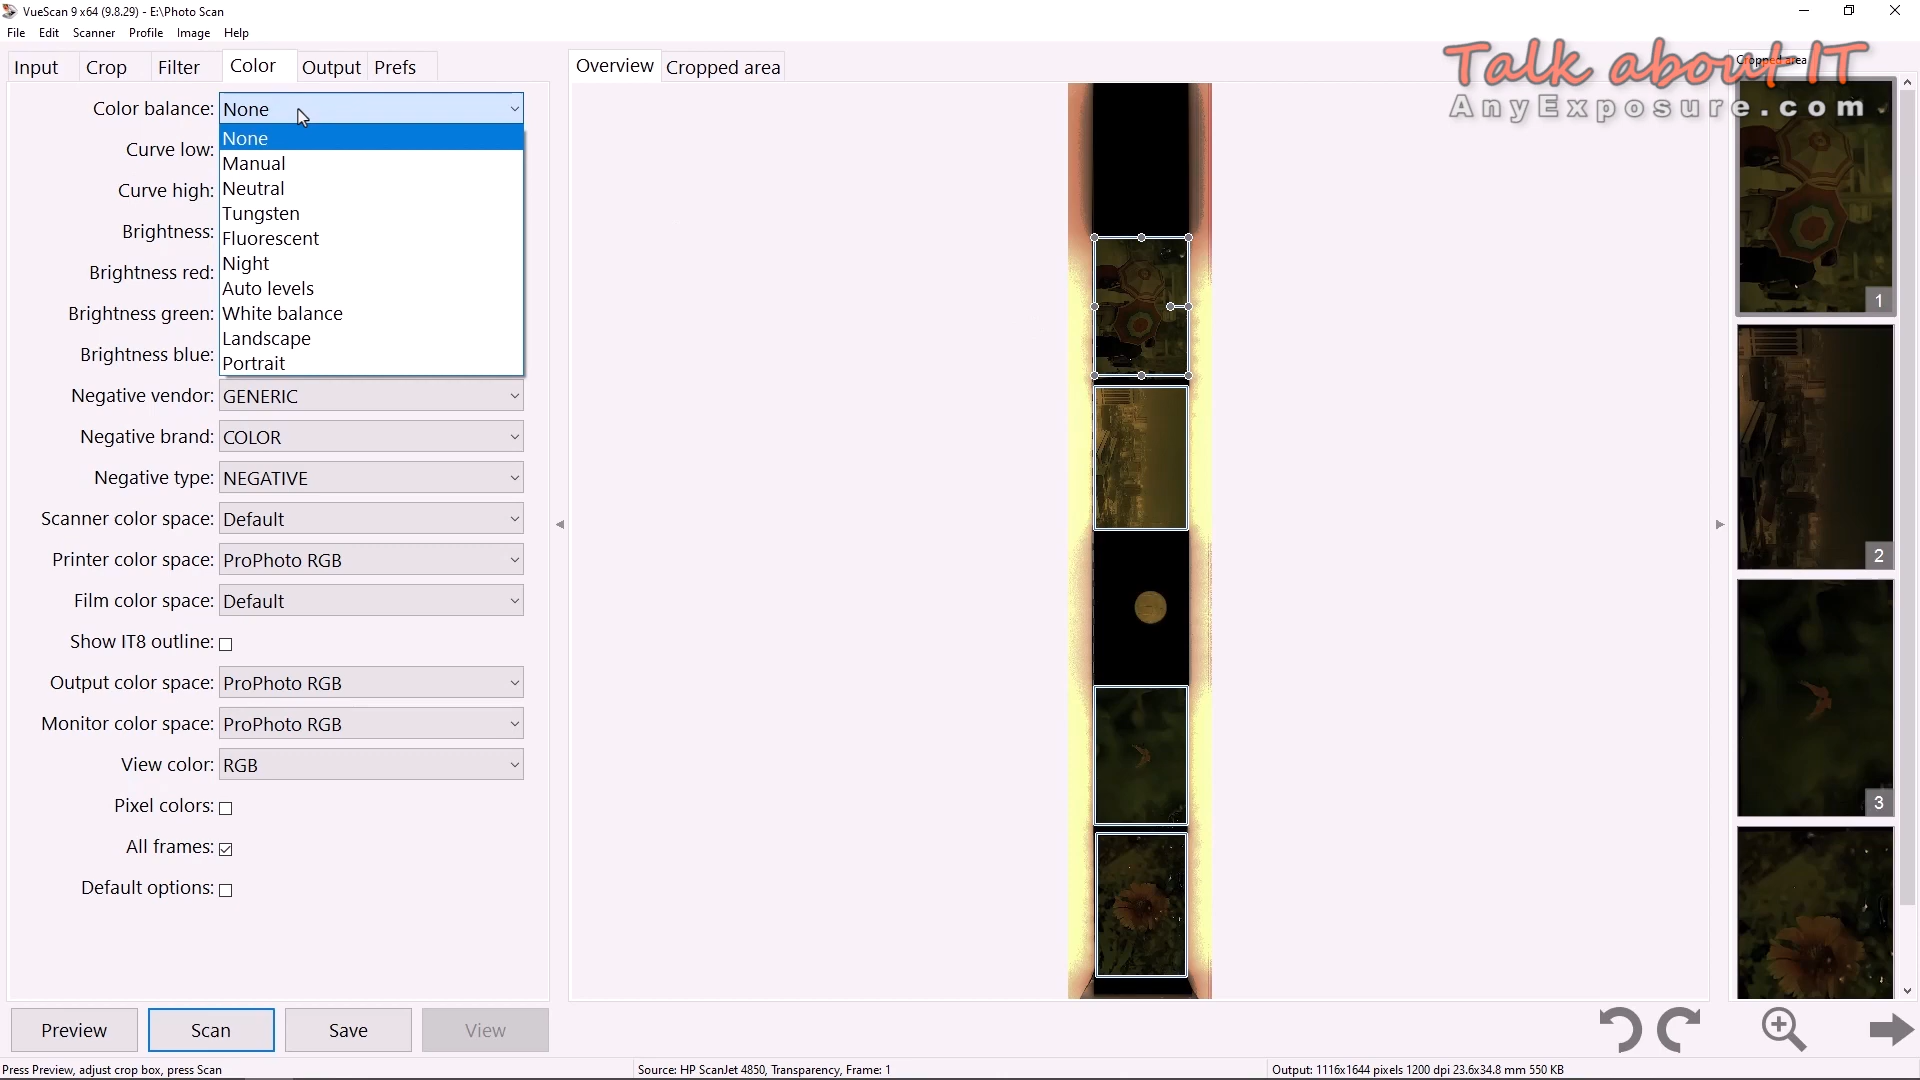 VueScan 9 x64 (9.8.29) - E:\Photo Scan
File Edit Scanner Profile Image Help
Input Crop Filter Color Output Prefs
Overview Cropped area
Talk about IT
AnyExposure.com
Cropped area
Color balance: None
None
Manual
Neutral
Tungsten
Fluorescent
Night
Auto levels
White balance
Landscape
Portrait
Curve low:
Curve high:
Brightness:
Brightness red:
Brightness green:
Brightness blue:
Negative vendor: GENERIC
Negative brand: COLOR
Negative type: NEGATIVE
Scanner color space: Default
Printer color space: ProPhoto RGB
Film color space: Default
Show IT8 outline:
Output color space: ProPhoto RGB
Monitor color space: ProPhoto RGB
View color: RGB
Pixel colors:
All frames:
Default options:
1
2
3
Preview Scan Save View
Press Preview, adjust crop box, press Scan
Source: HP ScanJet 4850, Transparency, Frame: 1
Output: 1116x1644 pixels 1200 dpi 23.6x34.8 mm 550 KB